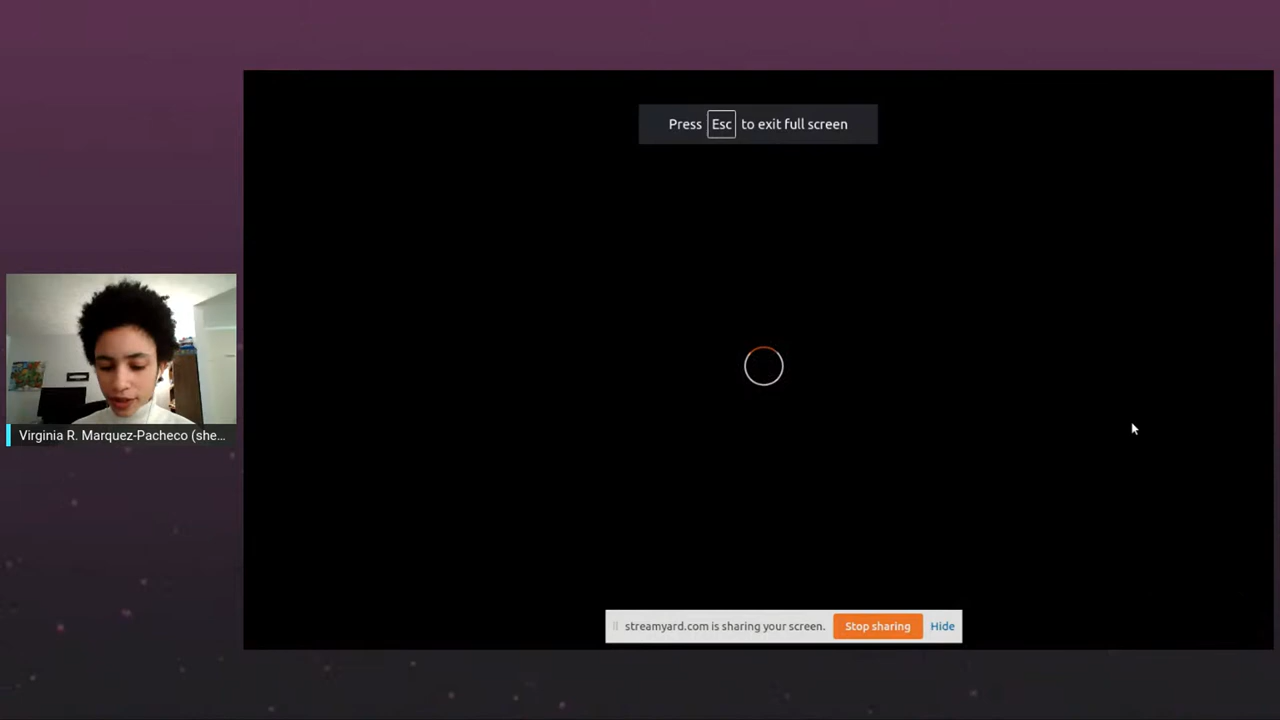 Press Esc to exit full screen
Virginia R. Marquez-Pacheco (she...
streamyard.com is sharing your screen. Stop sharing Hide